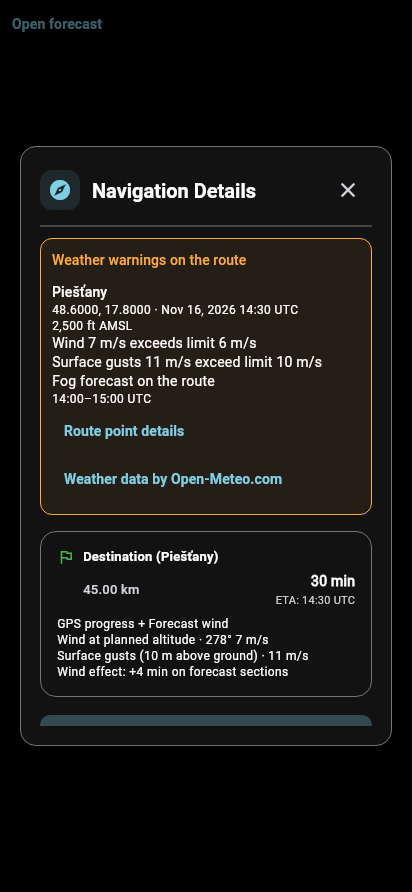 Open forecast
Navigation Details
Weather warnings on the route
Piešťany
48.6000, 17.8000 · Nov 16, 2026 14:30 UTC
2,500 ft AMSL
Wind 7 m/s exceeds limit 6 m/s
Surface gusts 11 m/s exceed limit 10 m/s
Fog forecast on the route
14:00–15:00 UTC
Route point details
Weather data by Open-Meteo.com
Destination (Piešťany)
45.00 km
30 min
ETA: 14:30 UTC
GPS progress + Forecast wind
Wind at planned altitude · 278° 7 m/s
Surface gusts (10 m above ground) · 11 m/s
Wind effect: +4 min on forecast sections